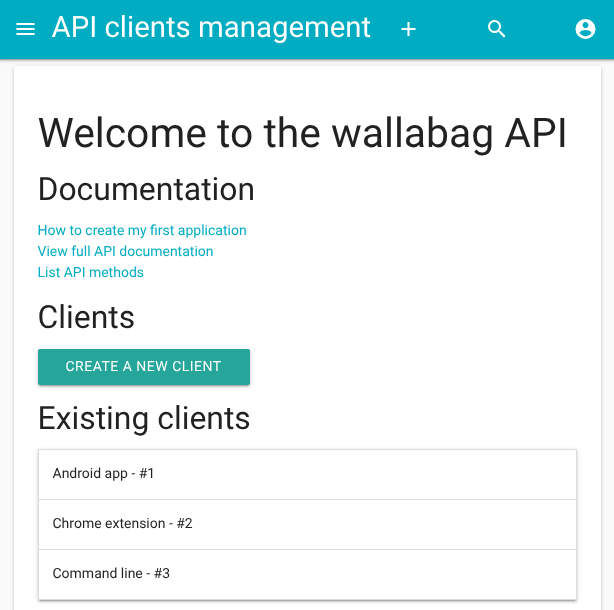 API clients management
Welcome to the wallabag API
Documentation
How to create my first application
View full API documentation
List API methods
Clients
CREATE A NEW CLIENT
Existing clients
Android app - #1
Chrome extension - #2
Command line - #3